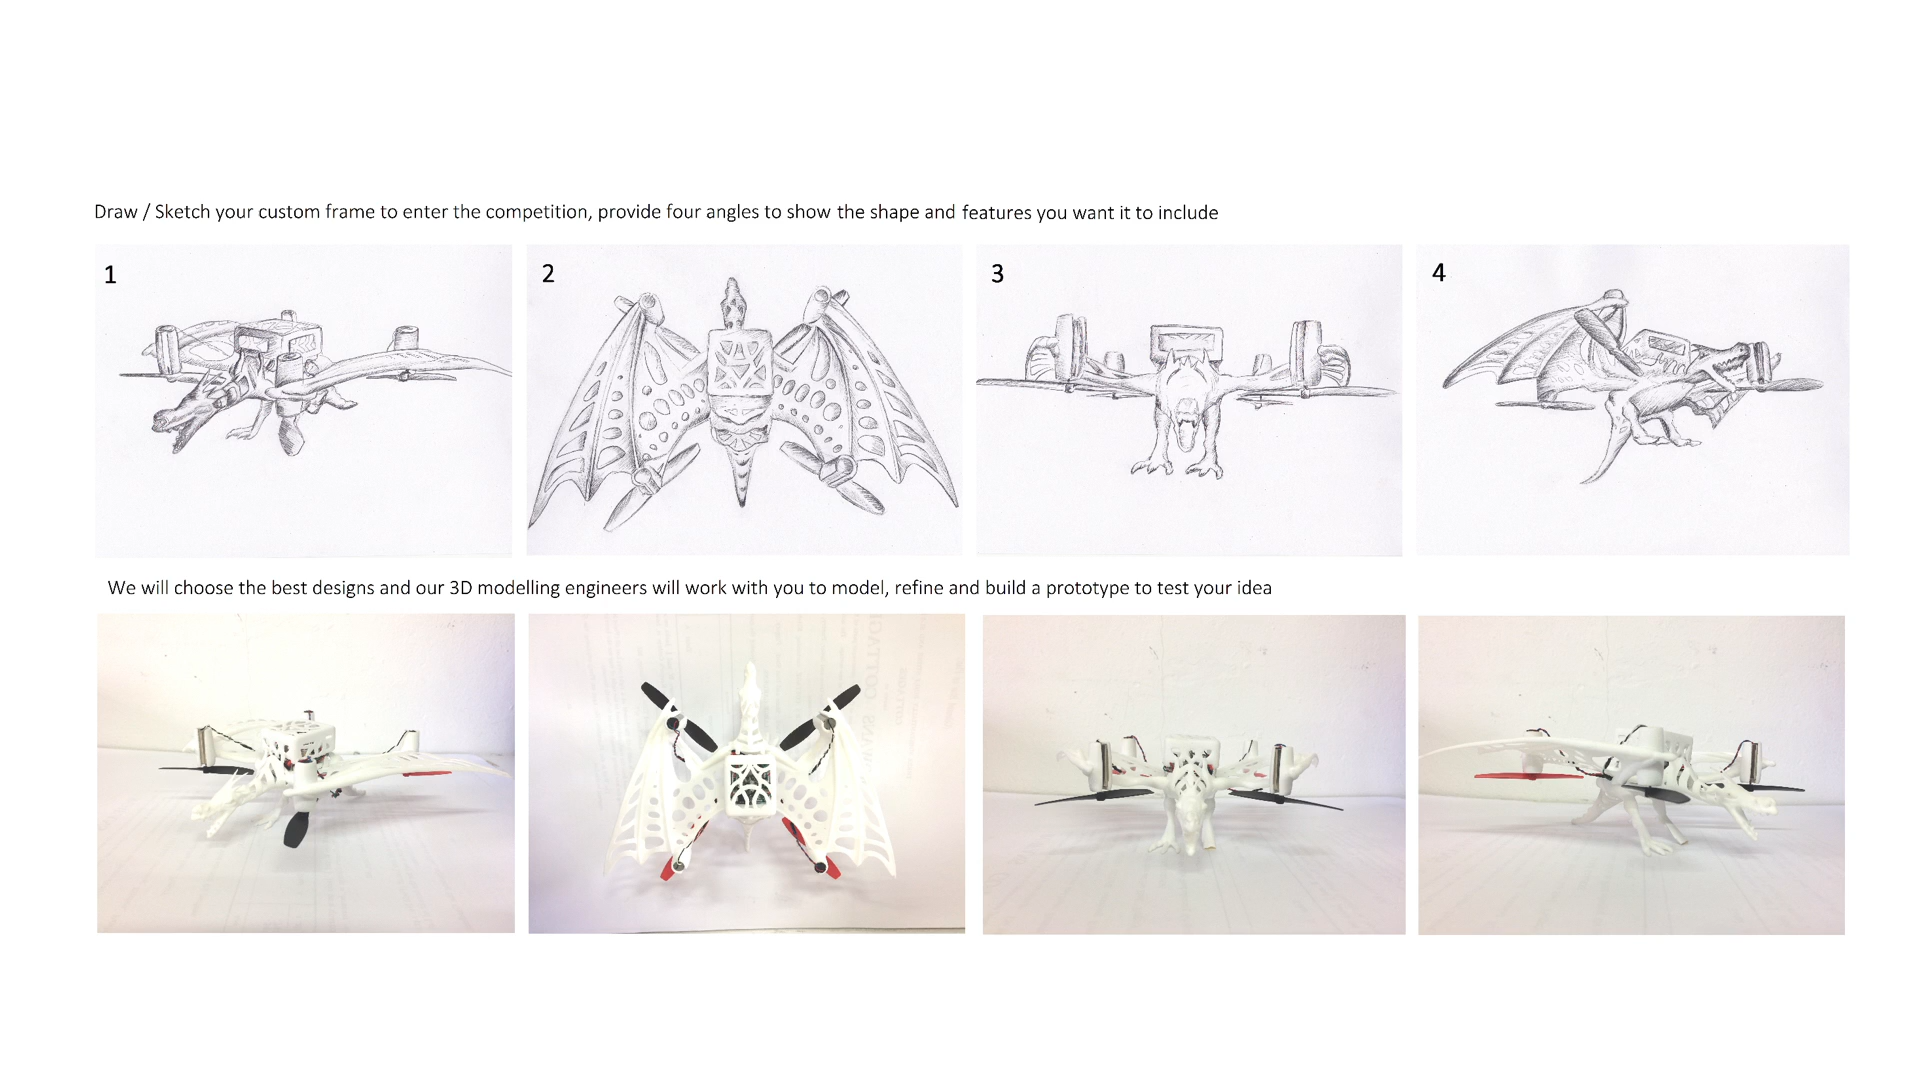 Draw / Sketch your custom frame to enter the competition, provide four angles to show the shape and features you want it to include
1
2
3
4
We will choose the best designs and our 3D modelling engineers will work with you to model, refine and build a prototype to test your idea